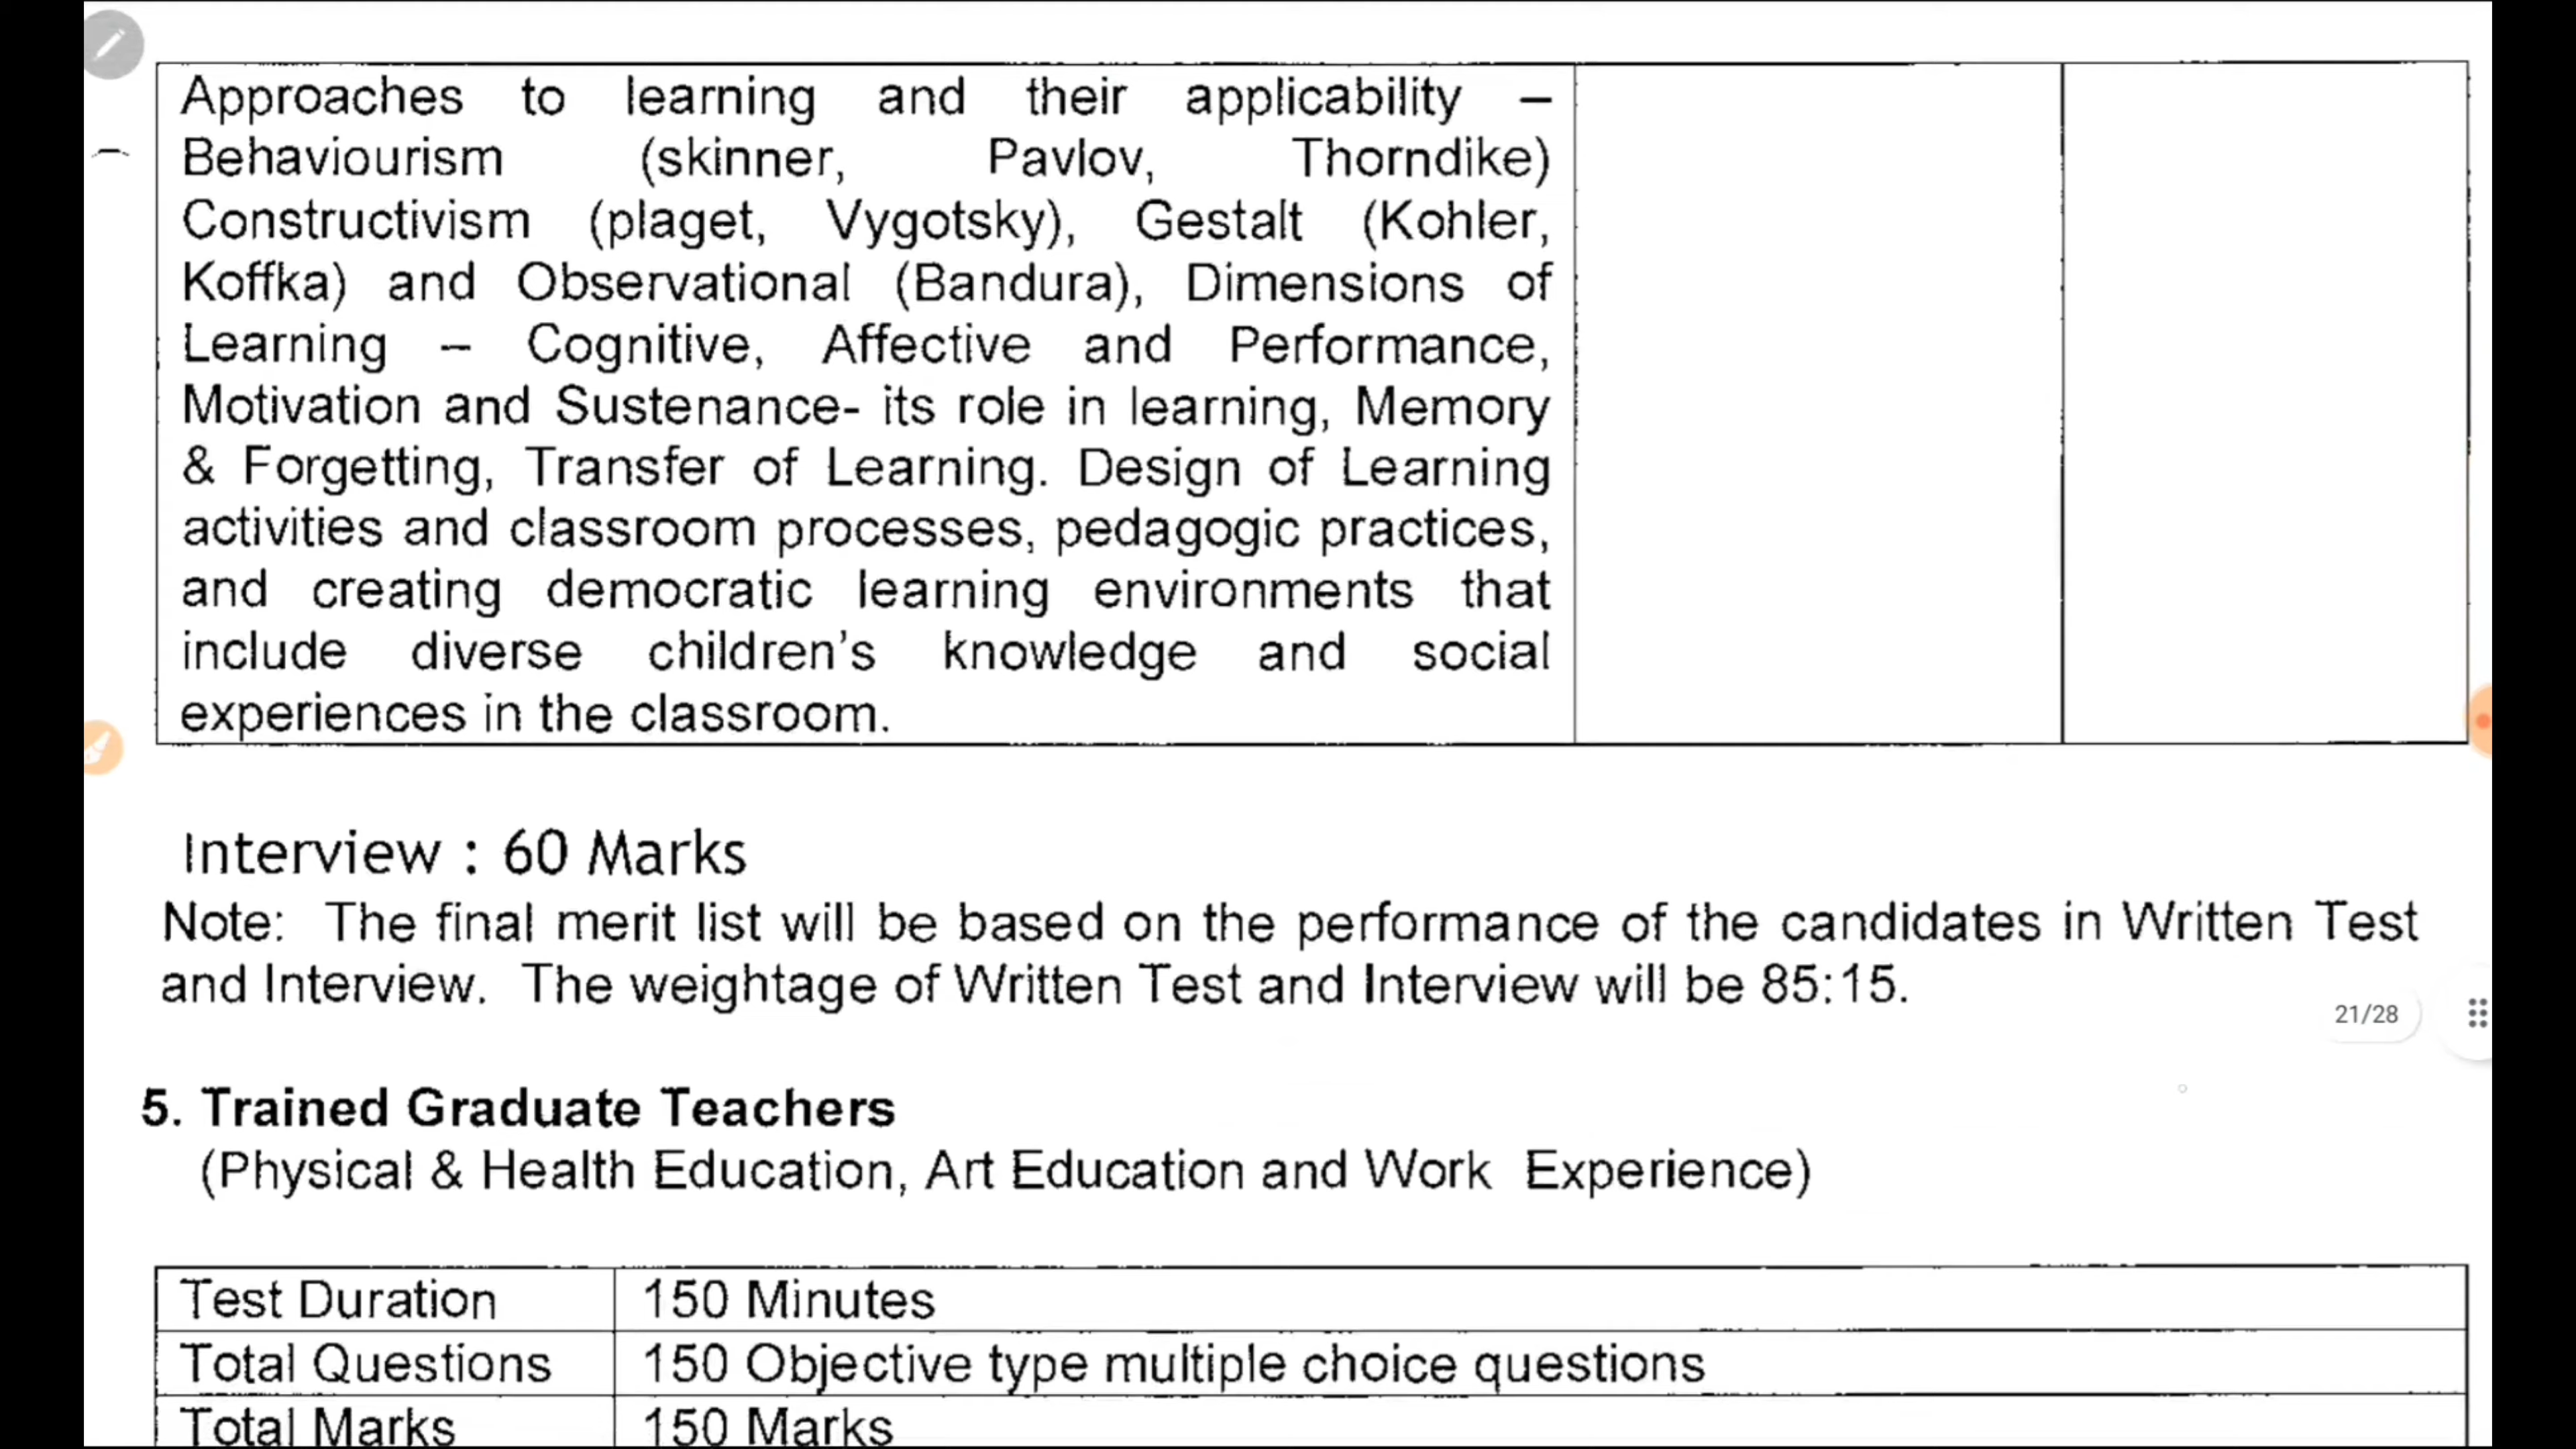 Approaches to learning and their applicability –
Behaviourism (skinner, Pavlov, Thorndike)
Constructivism (plaget, Vygotsky), Gestalt (Kohler,
Koffka) and Observational (Bandura), Dimensions of
Learning – Cognitive, Affective and Performance,
Motivation and Sustenance- its role in learning, Memory
& Forgetting, Transfer of Learning. Design of Learning
activities and classroom processes, pedagogic practices,
and creating democratic learning environments that
include diverse children's knowledge and social
experiences in the classroom.
Interview : 60 Marks
Note: The final merit list will be based on the performance of the candidates in Written Test
and Interview. The weightage of Written Test and Interview will be 85:15.
21/28
5. Trained Graduate Teachers
(Physical & Health Education, Art Education and Work Experience)
Test Duration 150 Minutes
Total Questions 150 Objective type multiple choice questions
Total Marks 150 Marks